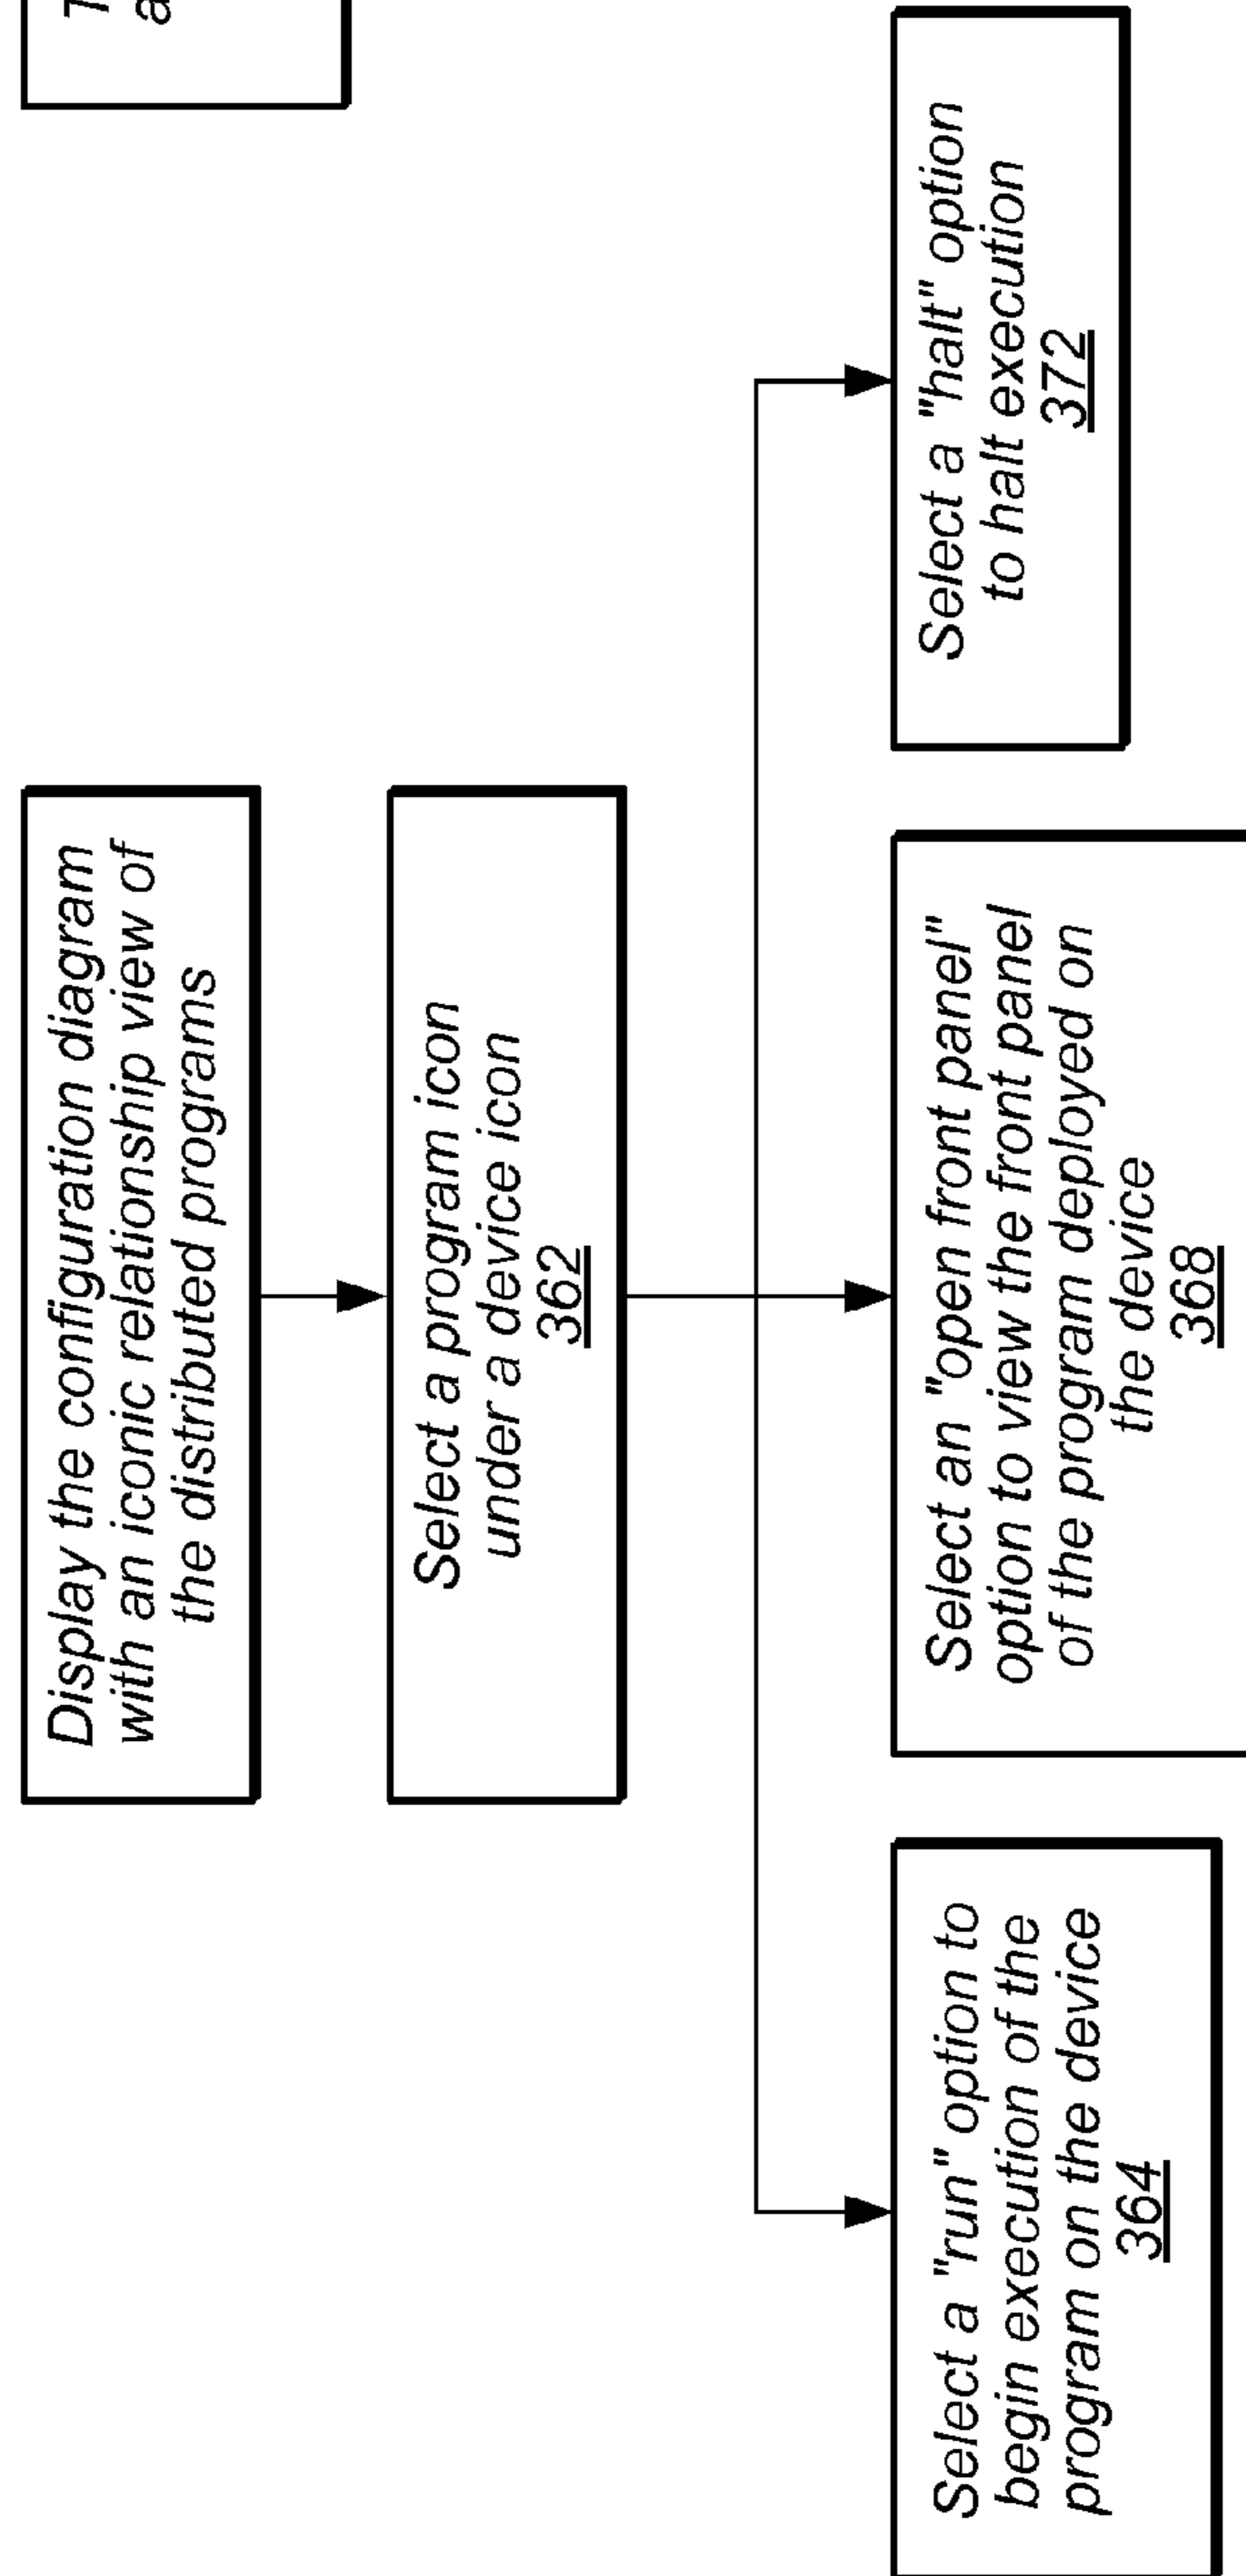 Display the configuration diagram
with an iconic relationship view of
the distributed programs
Select a program icon
under a device icon
362
Select a "run" option to
begin execution of the
program on the device
364
Select an "open front panel"
option to view the front panel
of the program deployed on
the device
368
Select a "halt" option
to halt execution
372